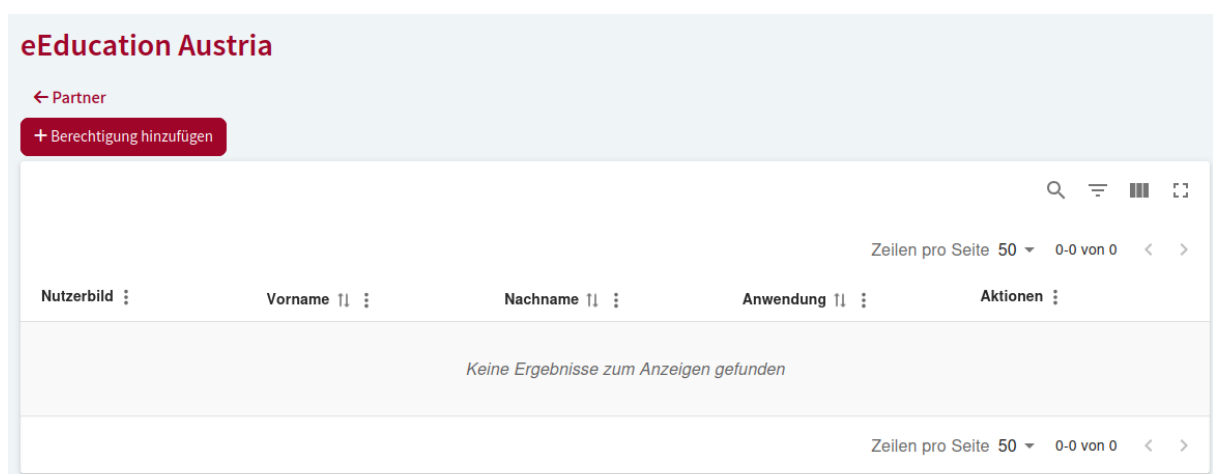 eEducation Austria
← Partner
+ Berechtigung hinzufügen
Zeilen pro Seite 50 0-0 von 0
Nutzerbild Vorname Nachname Anwendung Aktionen
Keine Ergebnisse zum Anzeigen gefunden
Zeilen pro Seite 50 0-0 von 0